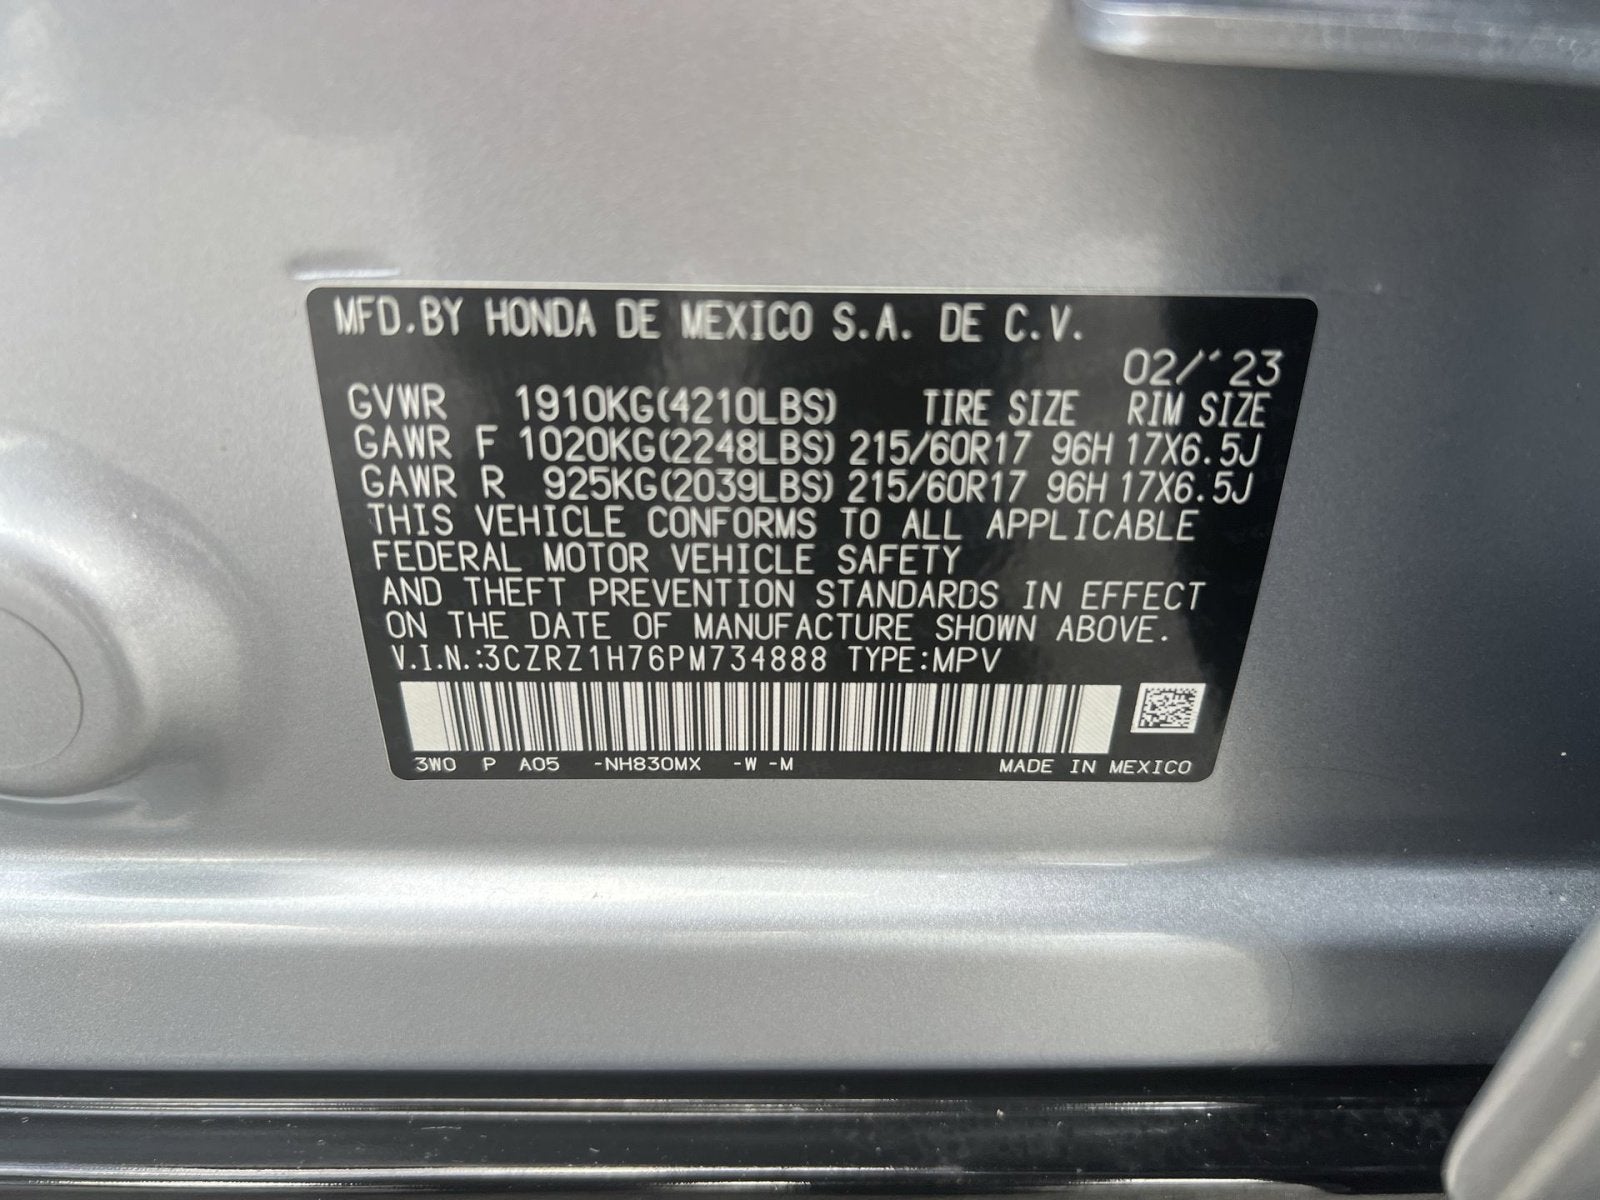 MFD.BY HONDA DE MEXICO S.A. DE C.V.
02/'23
GVWR 1910KG(4210LBS) TIRE SIZE RIM SIZE
GAWR F 1020KG(2248LBS) 215/60R17 96H 17X6.5J
GAWR R 925KG(2039LBS) 215/60R17 96H 17X6.5J
THIS VEHICLE CONFORMS TO ALL APPLICABLE
FEDERAL MOTOR VEHICLE SAFETY
AND THEFT PREVENTION STANDARDS IN EFFECT
ON THE DATE OF MANUFACTURE SHOWN ABOVE.
V.I.N.:3CZRZ1H76PM734888 TYPE:MPV
3W0 P A05 -NH830MX -W -M MADE IN MEXICO